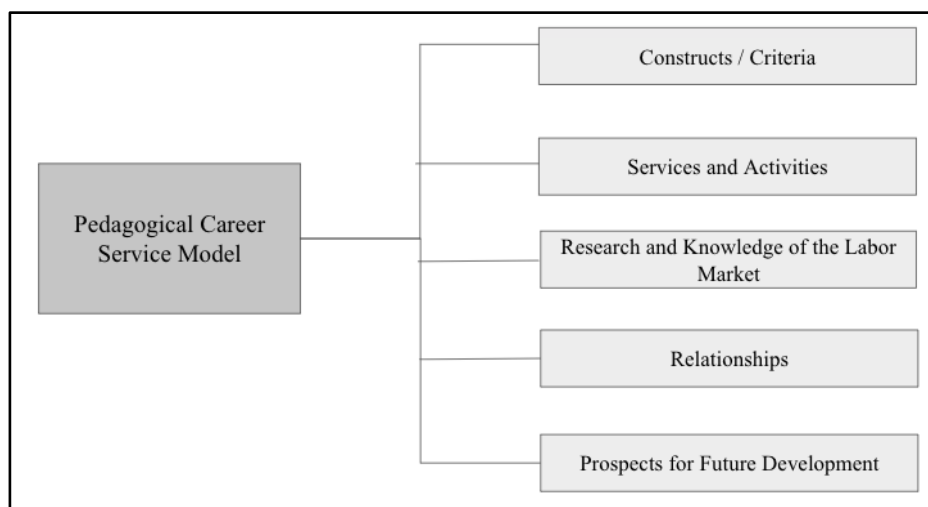 Pedagogical Career
Service Model
Constructs / Criteria
Services and Activities
Research and Knowledge of the Labor
Market
Relationships
Prospects for Future Development